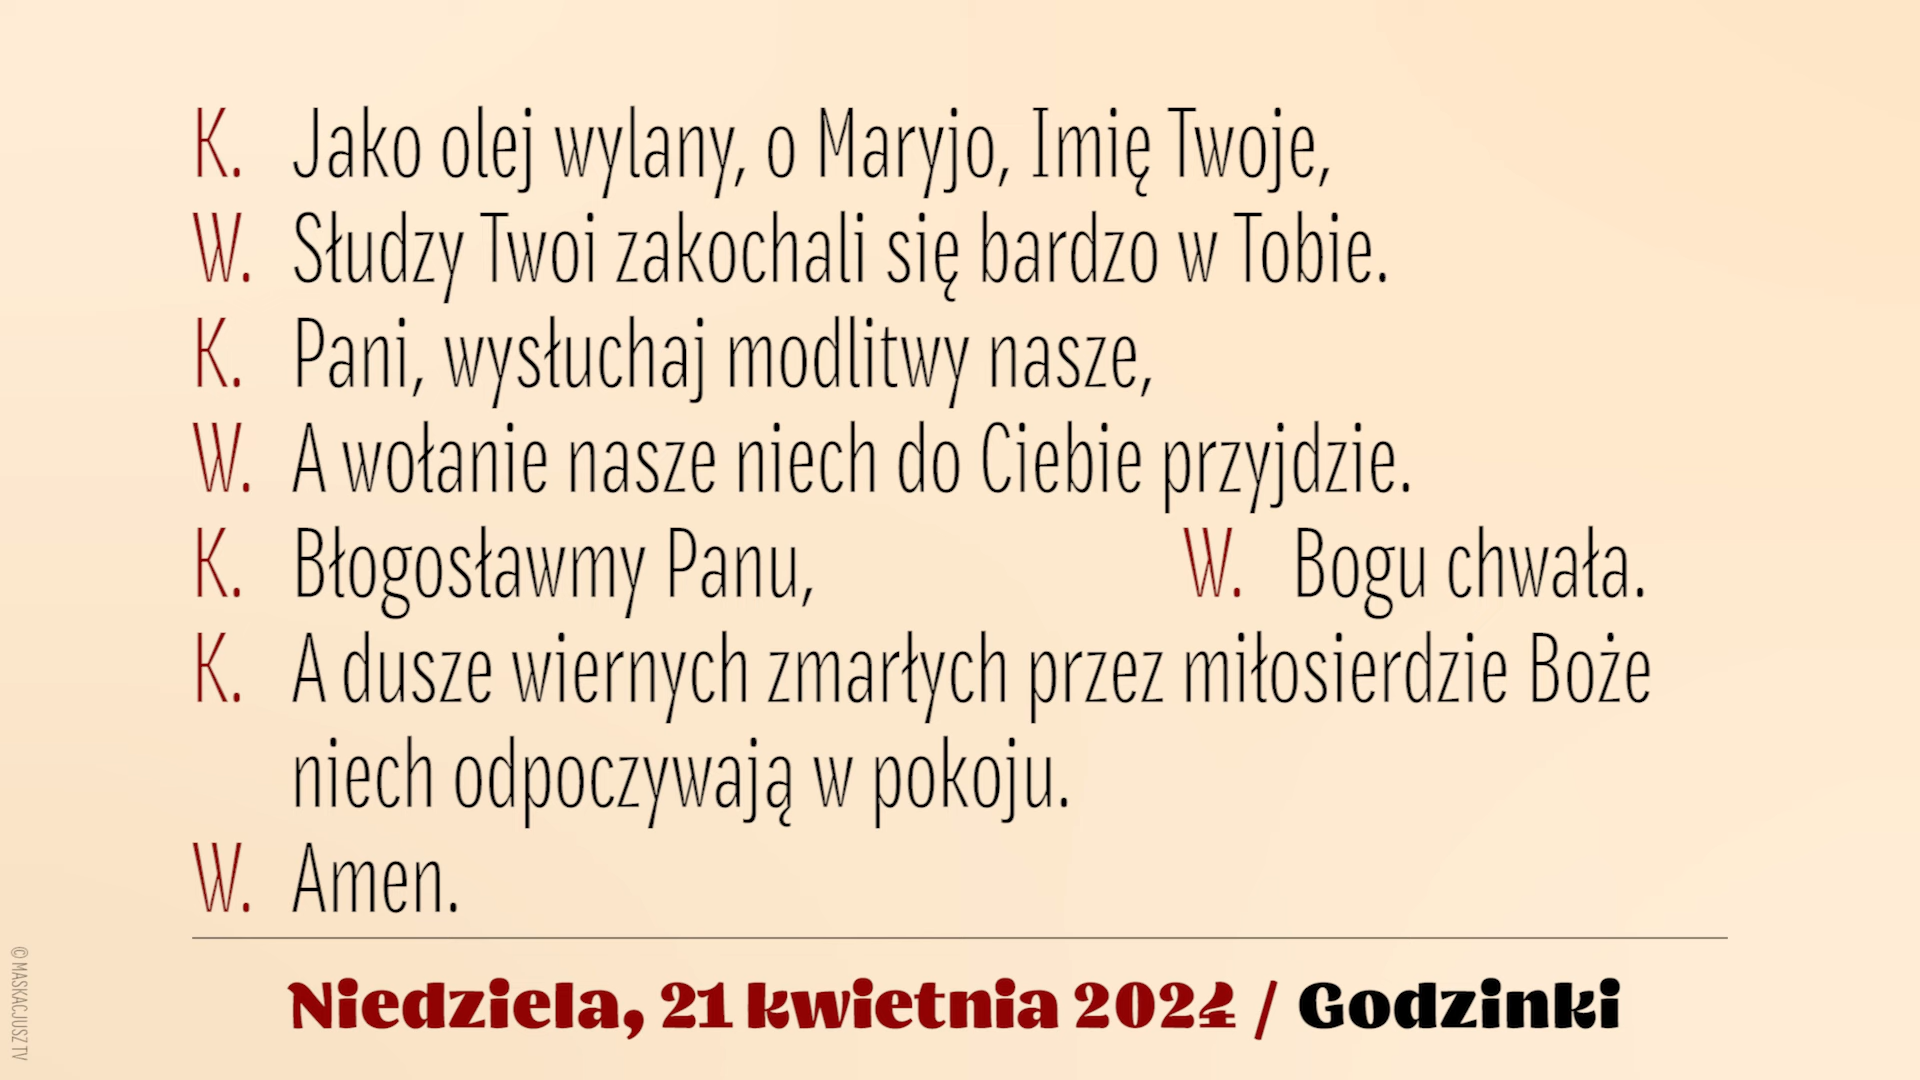 K. Jako olej wylany, o Maryjo, Imię Twoje,
W. Słudzy Twoi zakochali się bardzo w Tobie.
K. Pani, wysłuchaj modlitwy nasze,
W. A wołanie nasze niech do Ciebie przyjdzie.
K. Błogosławmy Panu, W. Bogu chwała.
K. A dusze wiernych zmarłych przez miłosierdzie Boże
niech odpoczywają w pokoju.
W. Amen.
Niedziela, 21 kwietnia 2024 / Godzinki
© MASKACJUSZ TV